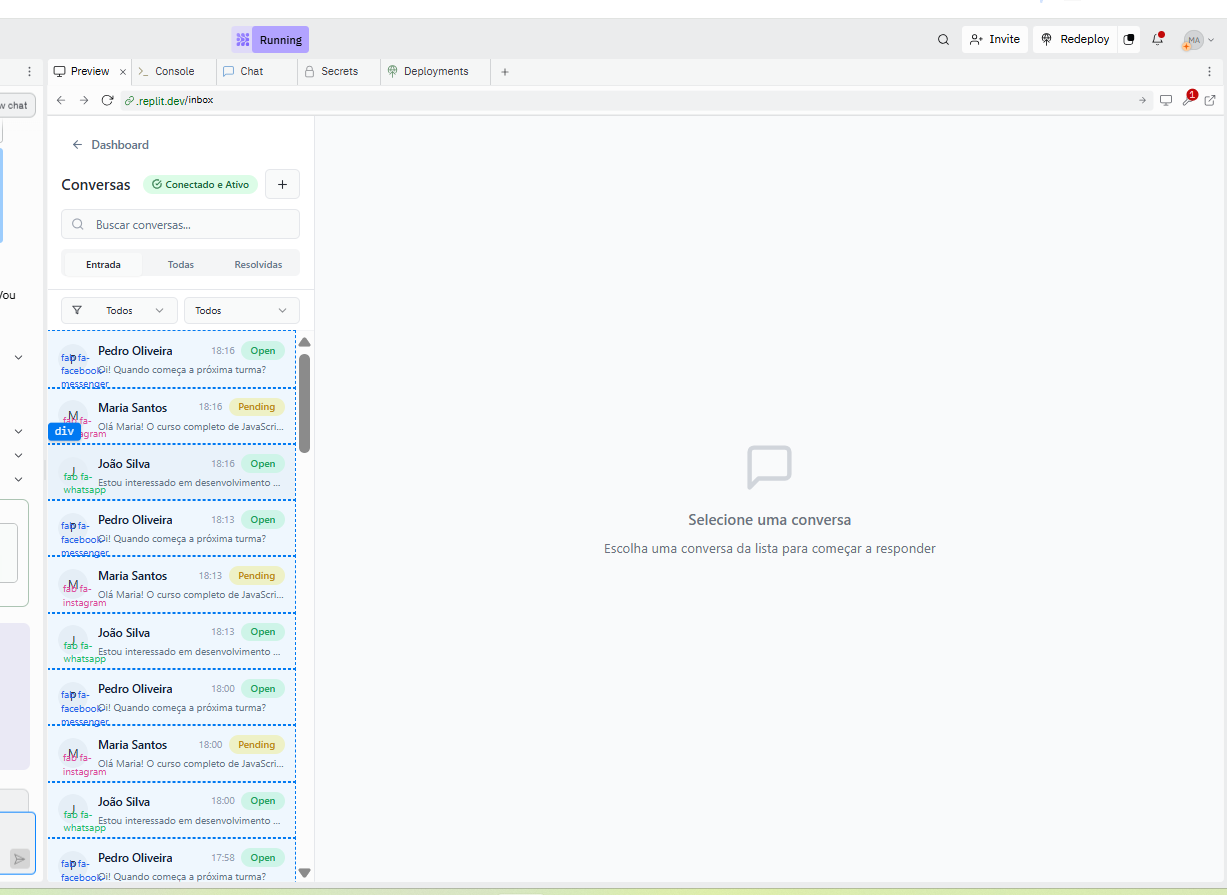 Running
Invite
Redeploy
MA
Preview
Console
Chat
Secrets
Deployments
w chat
.replit.dev/inbox
1
Dashboard
Conversas
Conectado e Ativo
Buscar conversas...
Entrada Todas Resolvidas
Vou
Todos
Todos
Pedro Oliveira 18:16 Open
P
fab fa-facebook-messenger
Oi! Quando começa a próxima turma?
Maria Santos 18:16 Pending
M
fab fa-
div
agram
Olá Maria! O curso completo de JavaScri...
João Silva 18:16 Open
J
fab fa-whatsapp
Estou interessado em desenvolvimento ...
Pedro Oliveira 18:13 Open
P
fab fa-facebook-messenger
Oi! Quando começa a próxima turma?
Maria Santos 18:13 Pending
M
fab fa-instagram
Olá Maria! O curso completo de JavaScri...
João Silva 18:13 Open
J
fab fa-whatsapp
Estou interessado em desenvolvimento ...
Pedro Oliveira 18:00 Open
P
fab fa-facebook-messenger
Oi! Quando começa a próxima turma?
Maria Santos 18:00 Pending
M
fab fa-instagram
Olá Maria! O curso completo de JavaScri...
João Silva 18:00 Open
J
fab fa-whatsapp
Estou interessado em desenvolvimento ...
Pedro Oliveira 17:58 Open
P
fab fa-facebook-
Oi! Quando começa a próxima turma?
Selecione uma conversa
Escolha uma conversa da lista para começar a responder